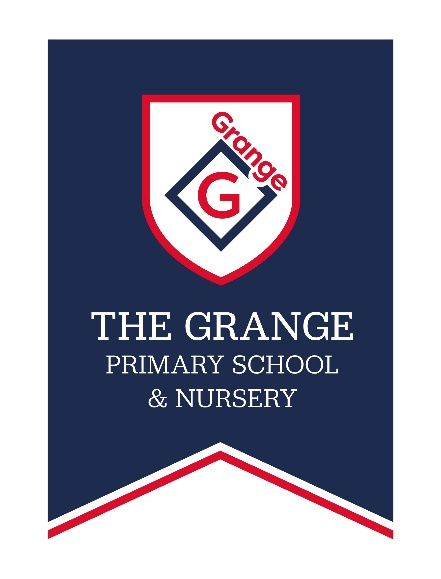 Grange
G
THE GRANGE
PRIMARY SCHOOL
& NURSERY